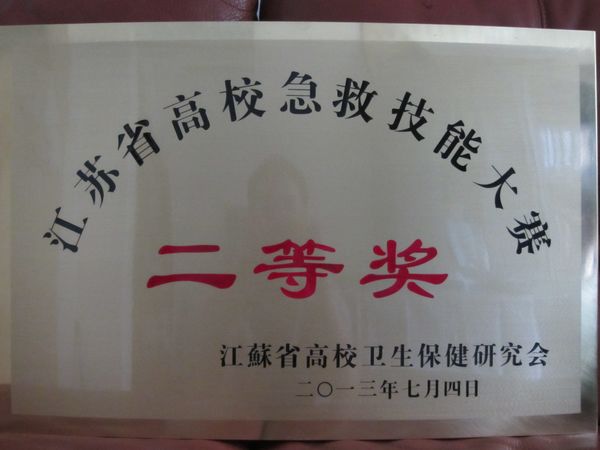 江苏省高校急救技能大赛
二等奖
江蘇省高校卫生保健研究会
二〇一三年七月四日